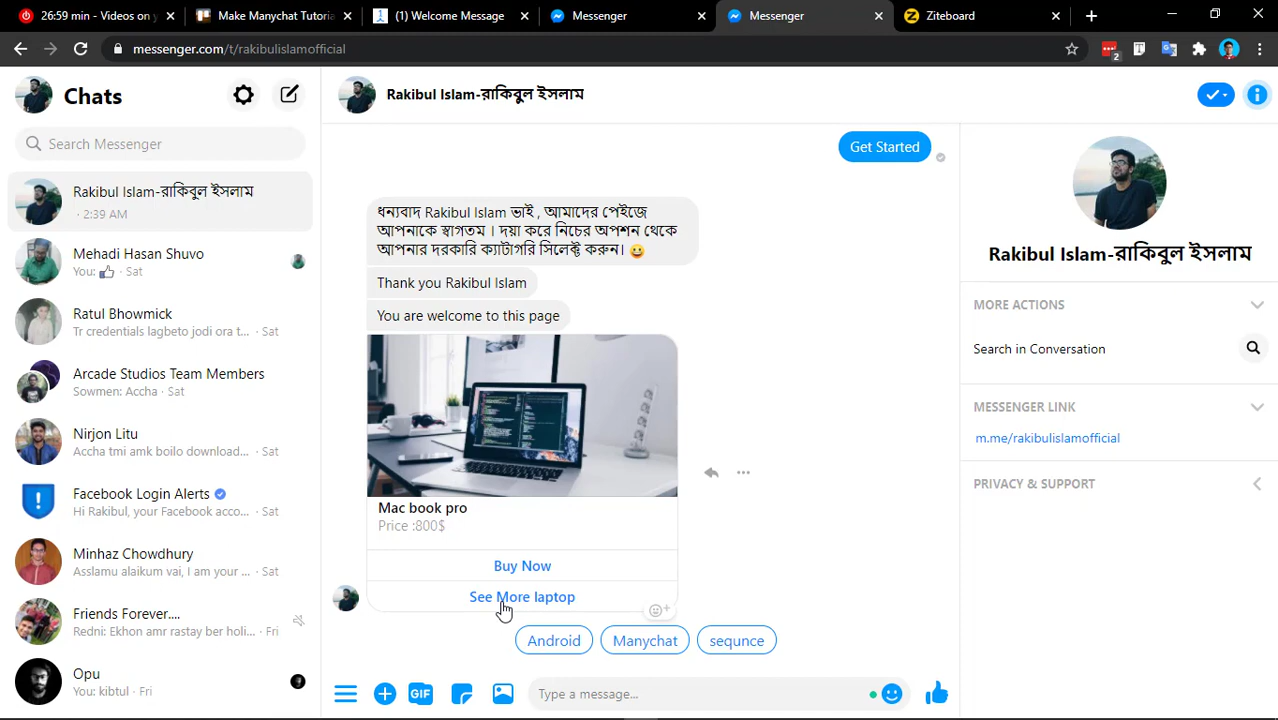 26:59 min - Videos on y
Make Manychat Tutoria
(1) Welcome Message
Messenger
Messenger
Ziteboard
messenger.com/t/rakibulislamofficial
2
Chats
Search Messenger
Rakibul Islam-রাকিবুল ইসলাম
· 2:39 AM
Mehadi Hasan Shuvo
You: · Sat
Ratul Bhowmick
Tr credentials lagbeto jodi ora t... · Sat
Arcade Studios Team Members
Sowmen: Accha · Sat
Nirjon Litu
Accha tmi amk boilo download... · Sat
Facebook Login Alerts
Hi Rakibul, your Facebook acco... · Sat
Minhaz Chowdhury
Asslamu alaikum vai, I am your ... · Sat
Friends Forever....
Redni: Ekhon amr rastay ber holi... · Fri
Opu
You: kibtul · Fri
Rakibul Islam-রাকিবুল ইসলাম
Get Started
ধন্যবাদ Rakibul Islam ভাই , আমাদের পেইজে
আপনাকে স্বাগতম । দয়া করে নিচের অপশন থেকে
আপনার দরকারি ক্যাটাগরি সিলেক্ট করুন। 😀
Thank you Rakibul Islam
You are welcome to this page
Mac book pro
Price :800$
Buy Now
See More laptop
Android
Manychat
sequnce
GIF
Type a message...
Rakibul Islam-রাকিবুল ইসলাম
MORE ACTIONS
Search in Conversation
MESSENGER LINK
m.me/rakibulislamofficial
PRIVACY & SUPPORT